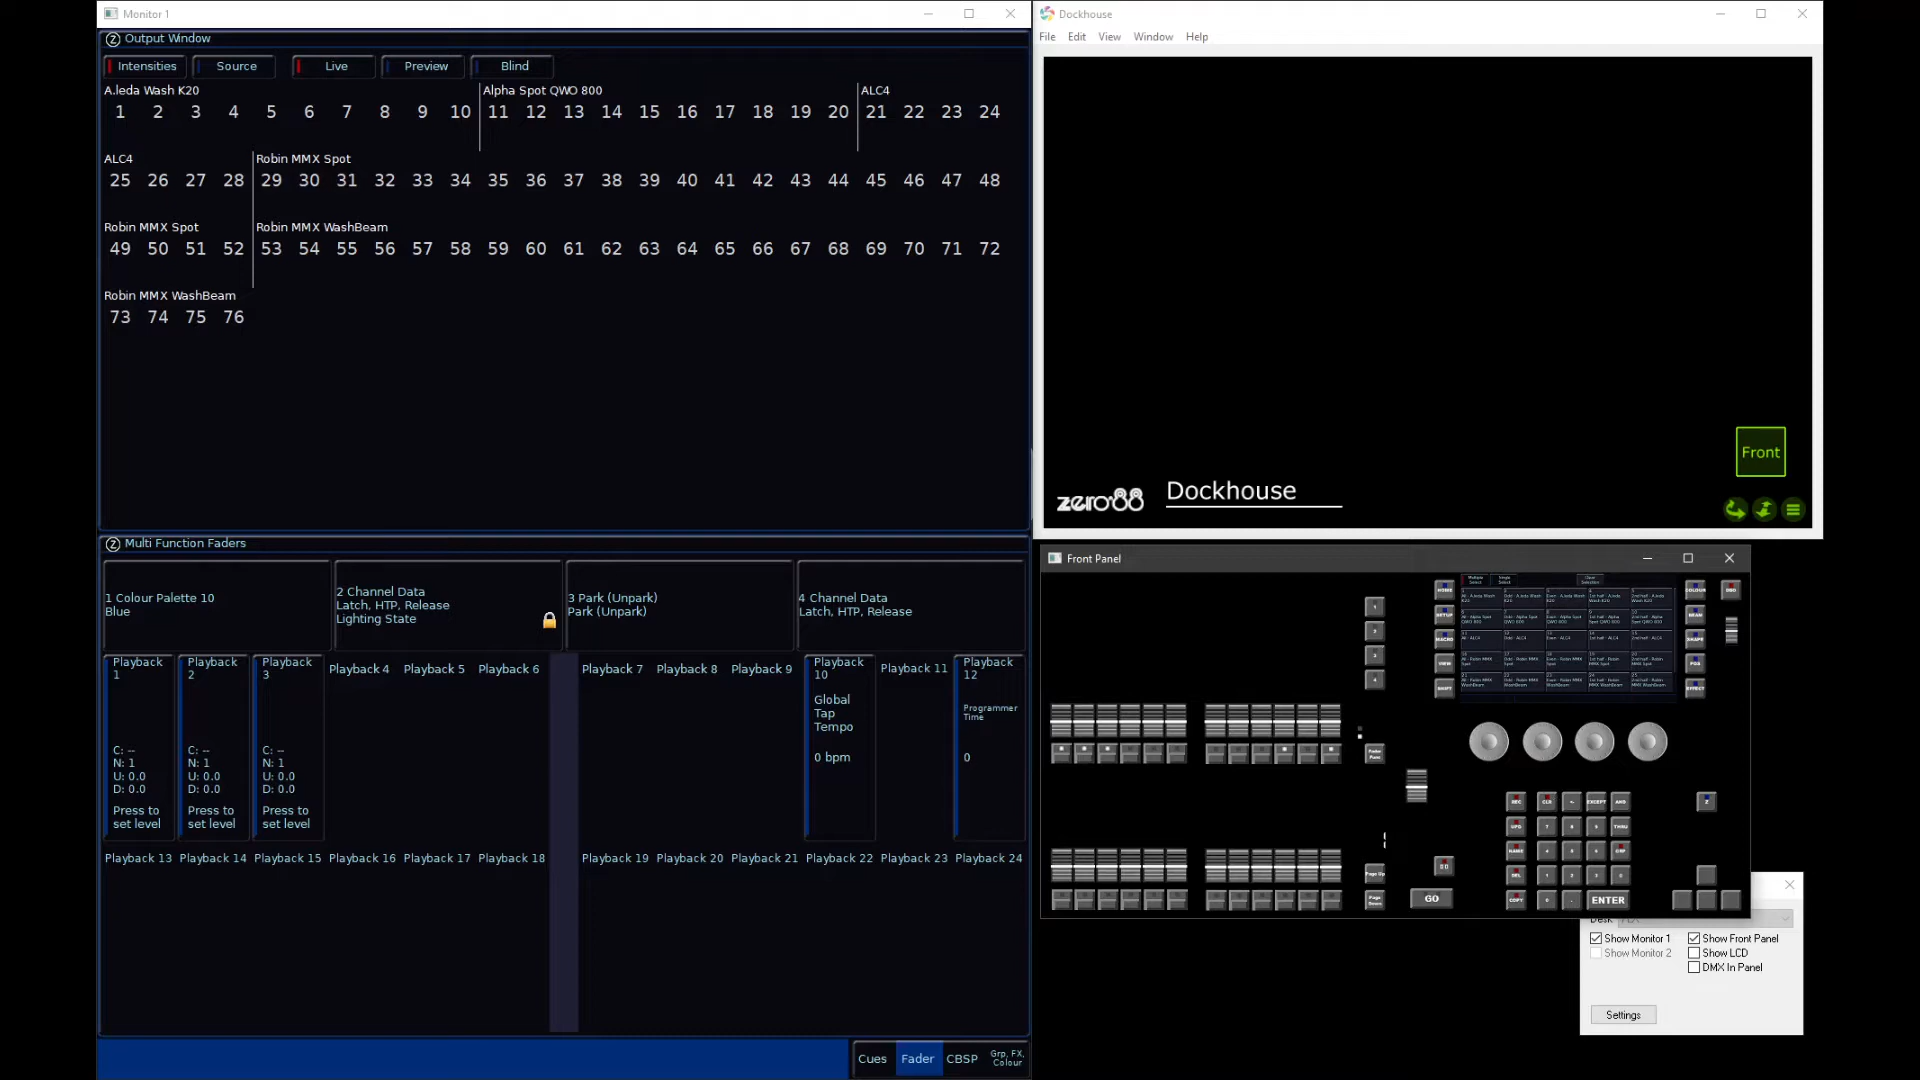 Monitor 1
Output Window
Intensities Source Live Preview Blind
A.leda Wash K20 Alpha Spot QWO 800 ALC4
1 2 3 4 5 6 7 8 9 10 11 12 13 14 15 16 17 18 19 20 21 22 23 24
ALC4 Robin MMX Spot
25 26 27 28 29 30 31 32 33 34 35 36 37 38 39 40 41 42 43 44 45 46 47 48
Robin MMX Spot Robin MMX WashBeam
49 50 51 52 53 54 55 56 57 58 59 60 61 62 63 64 65 66 67 68 69 70 71 72
Robin MMX WashBeam
73 74 75 76
Multi Function Faders
1 Colour Palette 10
Blue
2 Channel Data
Latch, HTP, Release
Lighting State
3 Park (Unpark)
Park (Unpark)
4 Channel Data
Latch, HTP, Release
Playback 1
C: --
N: 1
U: 0.0
D: 0.0
Press to
set level
Playback 2
C: --
N: 1
U: 0.0
D: 0.0
Press to
set level
Playback 3
C: --
N: 1
U: 0.0
D: 0.0
Press to
set level
Playback 4 Playback 5 Playback 6 Playback 7 Playback 8 Playback 9
Playback 10
Global
Tap
Tempo
0 bpm
Playback 11
Playback 12
Programmer
Time
0
Playback 13 Playback 14 Playback 15 Playback 16 Playback 17 Playback 18 Playback 19 Playback 20 Playback 21 Playback 22 Playback 23 Playback 24
Cues Fader CBSP Grp, FX, Colour
Dockhouse
File Edit View Window Help
Front
zero88 Dockhouse
Front Panel
HOME
SETUP
MACRO
VIEW
SHIFT
COLOUR
BEAM
SHAPE
EFFECT
Page Up
GO
ENTER
Show Monitor 1 Show Front Panel
Show Monitor 2 Show LCD
DMX In Panel
Settings